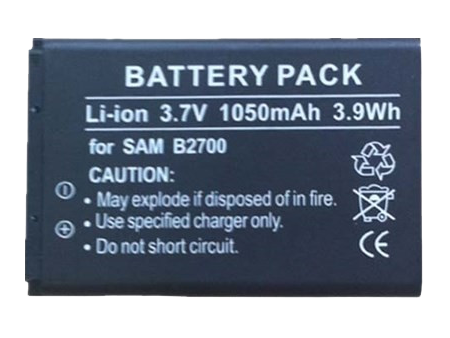 BATTERY PACK
Li-ion 3.7V 1050mAh 3.9Wh
for SAM B2700
CAUTION:
• May explode if disposed of in fire.
• Use specified charger only.
• Do not short circuit.
CE